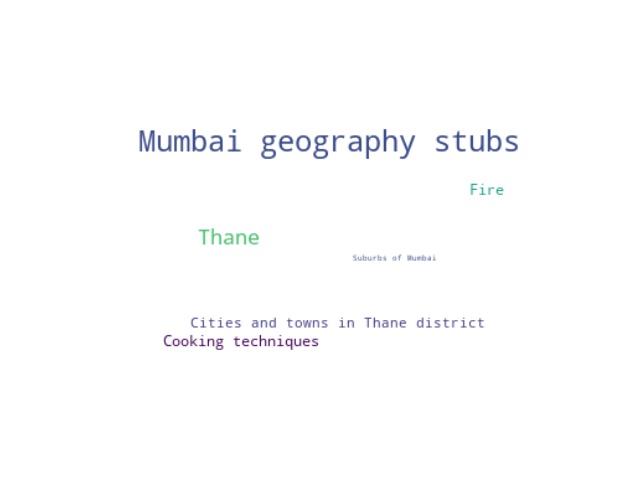 Mumbai geography stubs
Fire
Thane
Suburbs of Mumbai
Cities and towns in Thane district
Cooking techniques